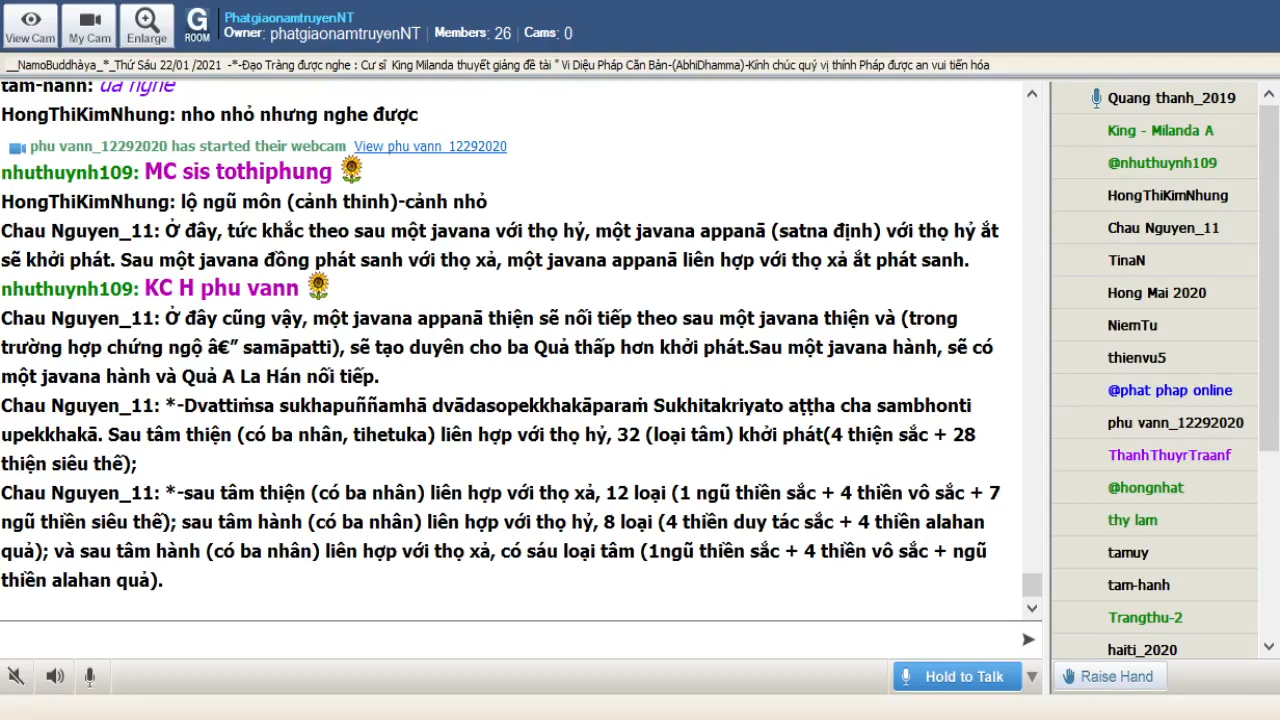 View Cam
My Cam
Enlarge
G
ROOM
PhatgiaonamtruyenNT
Owner: phatgiaonamtruyenNT | Members: 26 | Cams: 0
__NamoBuddhàya_*_Thứ Sáu 22/01 /2021 -*-Đạo Tràng được nghe : Cư sĩ King Milanda thuyết giảng đề tài " Vi Diệu Pháp Căn Bản-(AbhiDhamma)-Kính chúc quý vị thính Pháp được an vui tiến hóa
tam-hanh: da nghe
HongThiKimNhung: nho nhỏ nhưng nghe được
phu vann_12292020 has started their webcam View phu vann_12292020
nhuthuynh109: MC sis tothiphung
HongThiKimNhung: lộ ngũ môn (cảnh thinh)-cảnh nhỏ
Chau Nguyen_11: Ở đây, tức khắc theo sau một javana với thọ hỷ, một javana appanā (satna định) với thọ hỷ ắt
sẽ khởi phát. Sau một javana đồng phát sanh với thọ xả, một javana appanā liên hợp với thọ xả ắt phát sanh.
nhuthuynh109: KC H phu vann
Chau Nguyen_11: Ở đây cũng vậy, một javana appanā thiện sẽ nối tiếp theo sau một javana thiện và (trong
trường hợp chứng ngộ â€” samāpatti), sẽ tạo duyên cho ba Quả thấp hơn khởi phát.Sau một javana hành, sẽ có
một javana hành và Quả A La Hán nối tiếp.
Chau Nguyen_11: *-Dvattiṁsa sukhapuññamhā dvādasopekkhakāparaṁ Sukhitakriyato aṭṭha cha sambhonti
upekkhakā. Sau tâm thiện (có ba nhân, tihetuka) liên hợp với thọ hỷ, 32 (loại tâm) khởi phát(4 thiện sắc + 28
thiện siêu thế);
Chau Nguyen_11: *-sau tâm thiện (có ba nhân) liên hợp với thọ xả, 12 loại (1 ngũ thiền sắc + 4 thiền vô sắc + 7
ngũ thiền siêu thế); sau tâm hành (có ba nhân) liên hợp với thọ hỷ, 8 loại (4 thiền duy tác sắc + 4 thiền alahan
quả); và sau tâm hành (có ba nhân) liên hợp với thọ xả, có sáu loại tâm (1ngũ thiền sắc + 4 thiền vô sắc + ngũ
thiền alahan quả).
Hold to Talk
Quang thanh_2019
King - Milanda A
@nhuthuynh109
HongThiKimNhung
Chau Nguyen_11
TinaN
Hong Mai 2020
NiemTu
thienvu5
@phat phap online
phu vann_12292020
ThanhThuyrTraanf
@hongnhat
thy lam
tamuy
tam-hanh
Trangthu-2
haiti_2020
Raise Hand